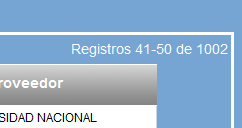 Registros 41-50 de 1002
roveedor
SIDAD NACIONAL